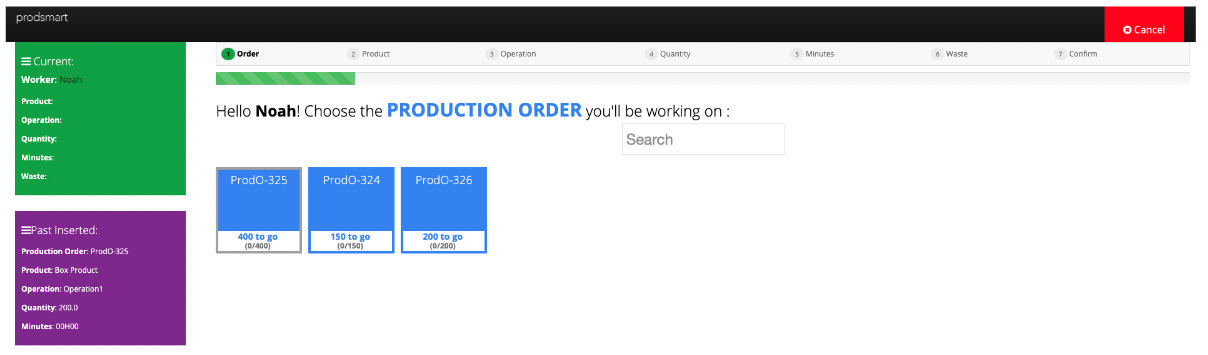 prodsmart
Cancel
Current:
Worker: Noah
Product:
Operation:
Quantity:
Minutes:
Waste:
Past Inserted:
Production Order: ProdO-325
Product: Box Product
Operation: Operation1
Quantity: 200.0
Minutes: 00H00
1 Order 2 Product 3 Operation 4 Quantity 5 Minutes 6 Waste 7 Confirm
Hello Noah! Choose the PRODUCTION ORDER you'll be working on :
Search
ProdO-325 ProdO-324 ProdO-326
400 to go 150 to go 200 to go
(0/400) (0/150) (0/200)